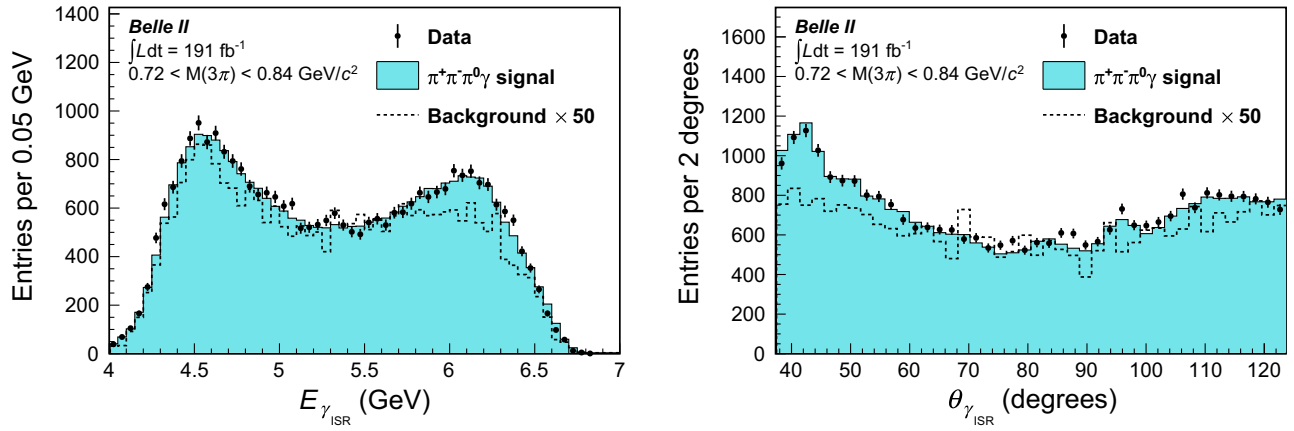 Belle II
∫Ldt = 191 fb⁻¹
0.72 < M(3π) < 0.84 GeV/c²
Data
π⁺π⁻π⁰γ signal
Background × 50
Entries per 0.05 GeV
1400
1200
1000
800
600
400
200
0
4 4.5 5 5.5 6 6.5 7
E_γ_ISR (GeV)
Belle II
∫Ldt = 191 fb⁻¹
0.72 < M(3π) < 0.84 GeV/c²
Data
π⁺π⁻π⁰γ signal
Background × 50
Entries per 2 degrees
1600
1400
1200
1000
800
600
400
200
0
40 50 60 70 80 90 100 110 120
θ_γ_ISR (degrees)